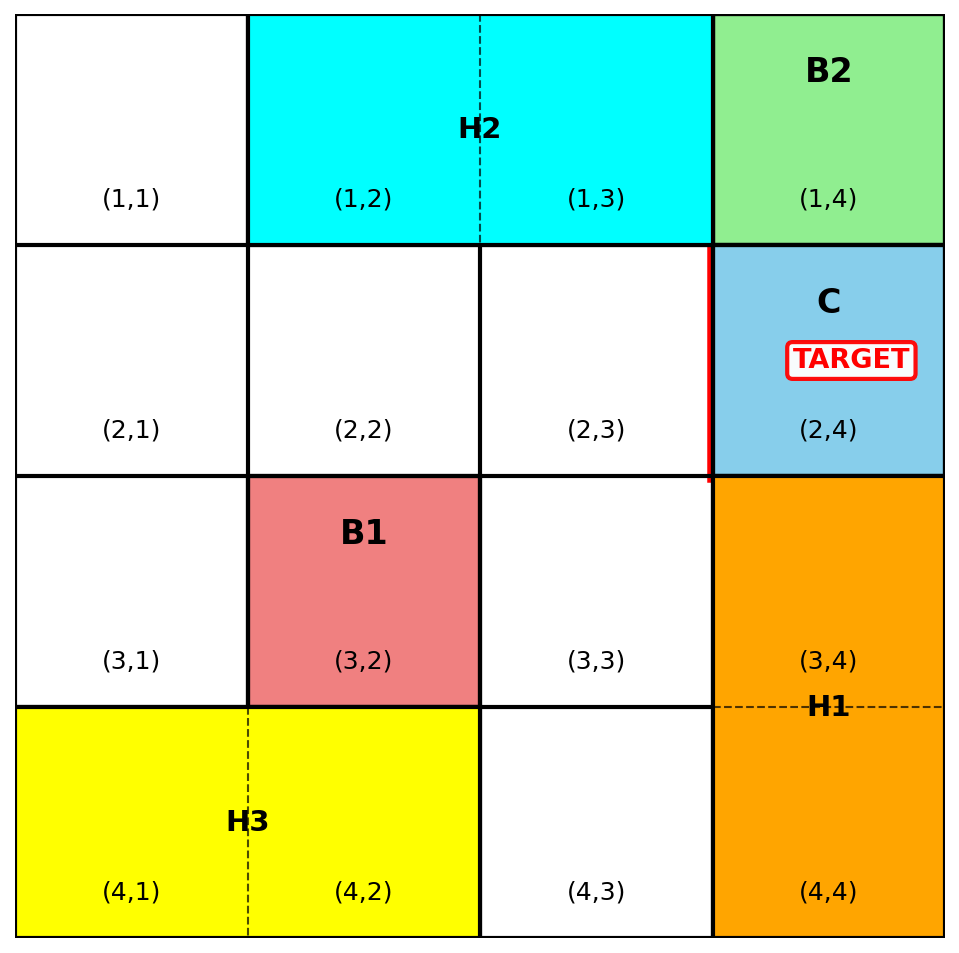 B2
H2
(1,1)
(1,2)
(1,3)
(1,4)
C
TARGET
(2,1)
(2,2)
(2,3)
(2,4)
B1
(3,1)
(3,2)
(3,3)
(3,4)
H1
H3
(4,1)
(4,2)
(4,3)
(4,4)